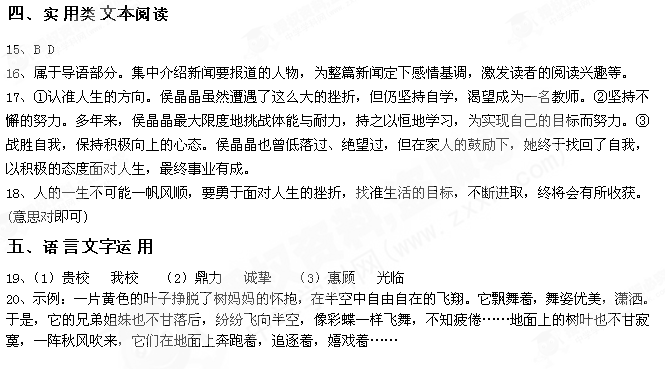 四、实用类文本阅读
15、B D
16、属于导语部分。集中介绍新闻要报道的人物，为整篇新闻定下感情基调，激发读者的阅读兴趣等。
17、①认准人生的方向。侯晶晶虽然遭遇了这么大的挫折，但仍坚持自学，渴望成为一名教师。②坚持不
懈的努力。多年来，侯晶晶最大限度地挑战体能与耐力，持之以恒地学习，为实现自己的目标而努力。③
战胜自我，保持积极向上的心态。侯晶晶也曾低落过、绝望过，但在家人的鼓励下，她终于找回了自我，
以积极的态度面对人生，最终事业有成。
18、人的一生不可能一帆风顺，要勇于面对人生的挫折，找准生活的目标，不断进取，终将会有所收获。
(意思对即可)
五、语言文字运用
19、（1）贵校 我校 （2）鼎力 诚挚 （3）惠顾 光临
20、示例：一片黄色的叶子挣脱了树妈妈的怀抱，在半空中自由自在的飞翔。它飘舞着，舞姿优美，潇洒。
于是，它的兄弟姐妹也不甘落后，纷纷飞向半空，像彩蝶一样飞舞，不知疲倦……地面上的树叶也不甘寂
寞，一阵秋风吹来，它们在地面上奔跑着，追逐着，嬉戏着……